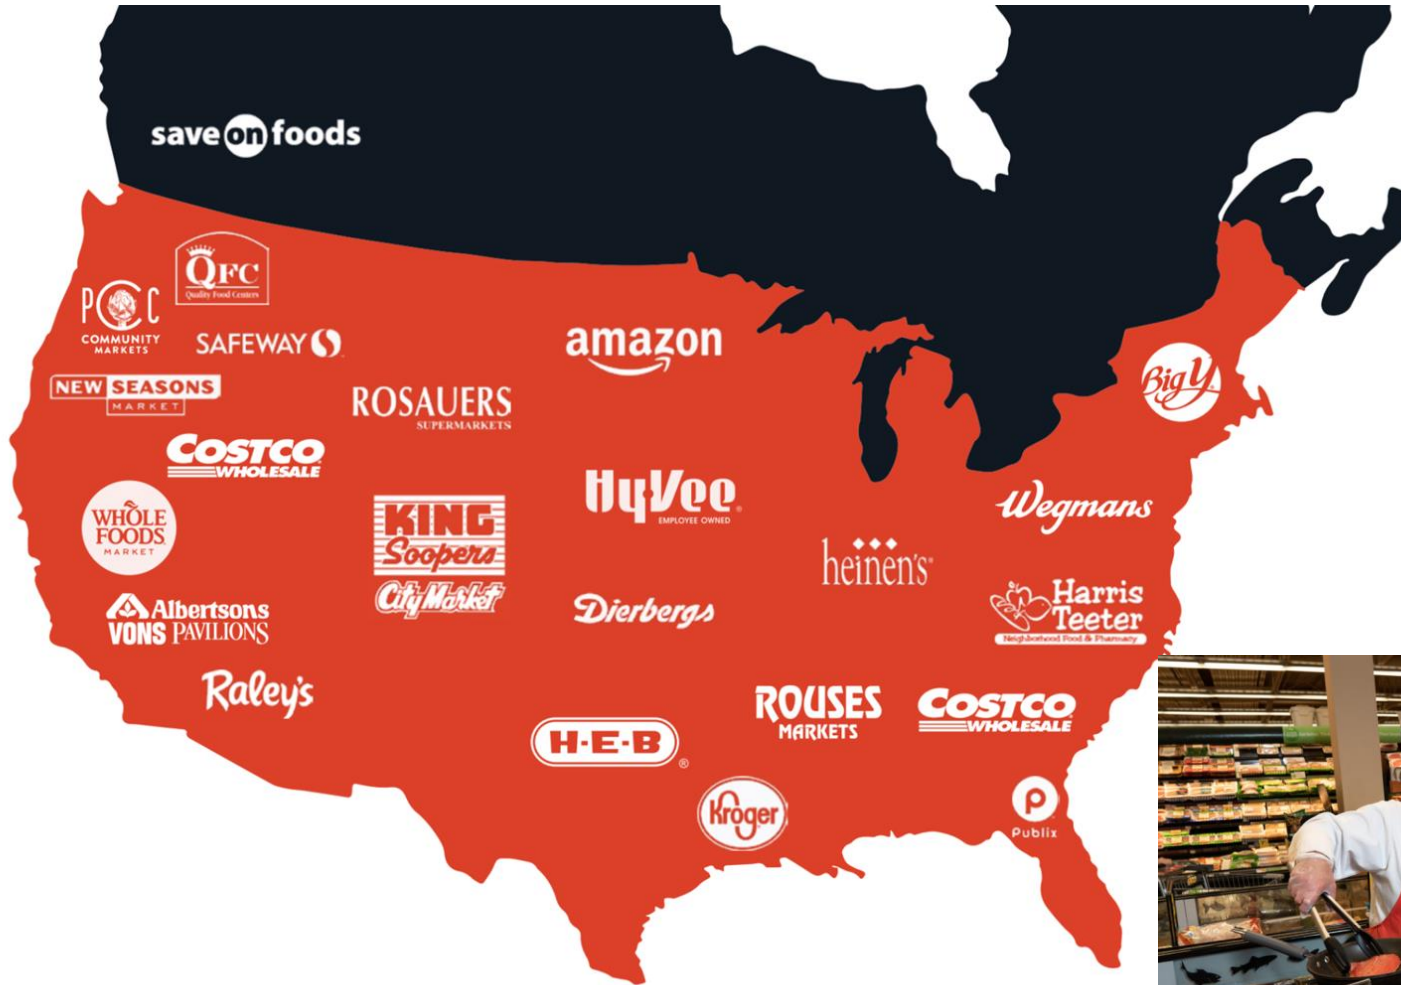 save on foods
QFC
Quality Food Centers
PCC
COMMUNITY
MARKETS
SAFEWAY
NEW SEASONS
MARKET
amazon
ROSAUERS
SUPERMARKETS
Big Y
COSTCO
WHOLESALE
WHOLE
FOODS
MARKET
KING
Soopers
City Market
HyVee
EMPLOYEE OWNED
Wegmans
heinen's
Albertsons
VONS PAVILIONS
Dierbergs
Harris
Teeter
Neighborhood Food & Pharmacy
Raley's
H-E-B
ROUSES
MARKETS
COSTCO
WHOLESALE
Kroger
P
Publix